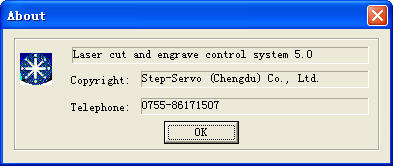 About
Laser cut and engrave control system 5.0
Copyright: Step-Servo (Chengdu) Co., Ltd.
Telephone: 0755-86171507
OK